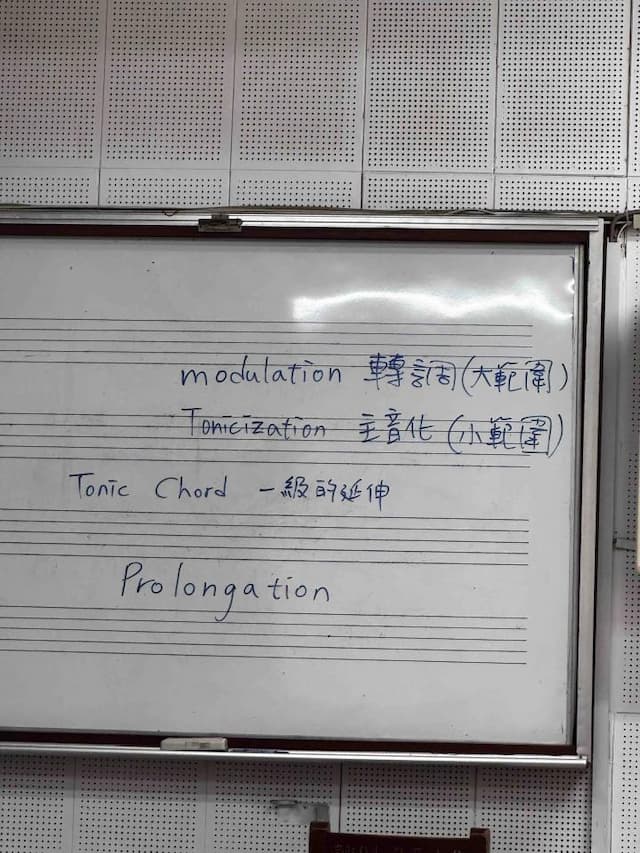 modulation 轉調(大範圍)
Tonicization 主音化(小範圍)
Tonic Chord 一級的延伸
Prolongation